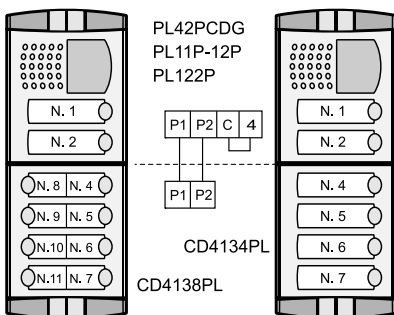 PL42PCDG
PL11P-12P
PL122P
N. 1
N. 2
N. 8 N. 4
N. 9 N. 5
N.10 N. 6
N.11 N. 7
P1 P2 C 4
P1 P2
CD4134PL
CD4138PL
N. 1
N. 2
N. 4
N. 5
N. 6
N. 7